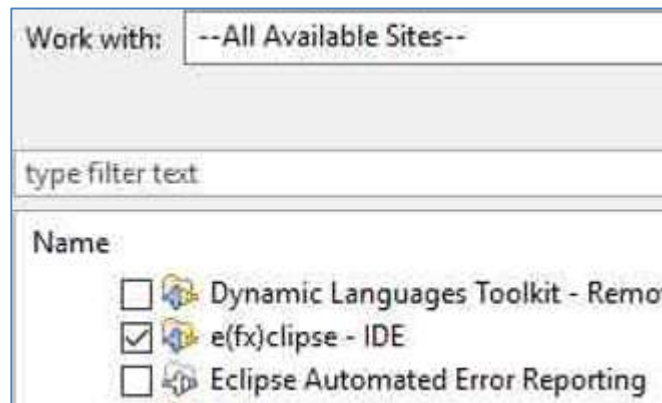 Work with: --All Available Sites--
type filter text
Name
Dynamic Languages Toolkit - Remo
e(fx)clipse - IDE
Eclipse Automated Error Reporting